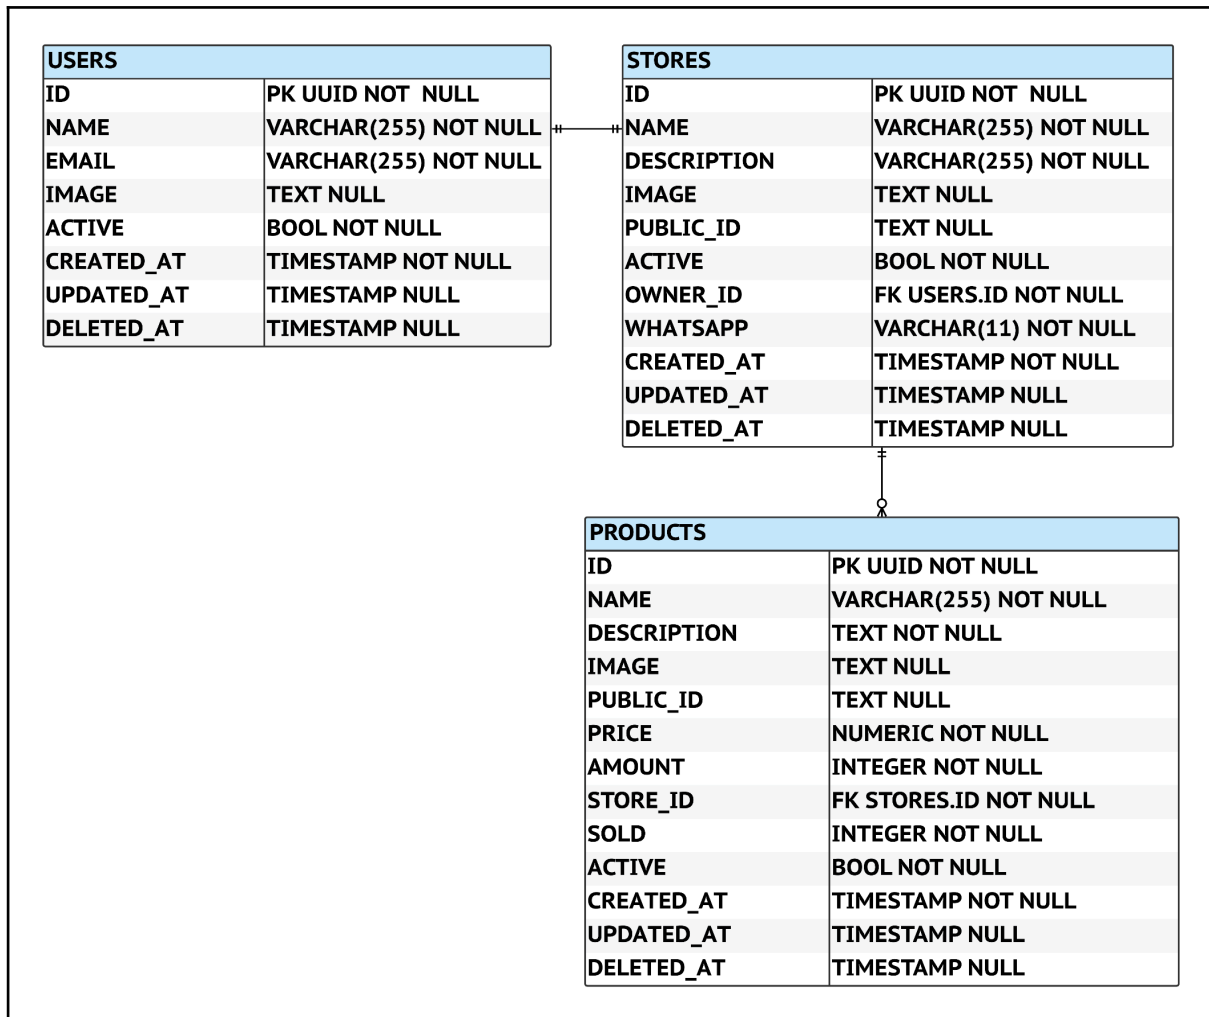 USERS
ID PK UUID NOT  NULL
NAME VARCHAR(255) NOT NULL
EMAIL VARCHAR(255) NOT NULL
IMAGE TEXT NULL
ACTIVE BOOL NOT NULL
CREATED_AT TIMESTAMP NOT NULL
UPDATED_AT TIMESTAMP NULL
DELETED_AT TIMESTAMP NULL
STORES
ID PK UUID NOT  NULL
NAME VARCHAR(255) NOT NULL
DESCRIPTION VARCHAR(255) NOT NULL
IMAGE TEXT NULL
PUBLIC_ID TEXT NULL
ACTIVE BOOL NOT NULL
OWNER_ID FK USERS.ID NOT NULL
WHATSAPP VARCHAR(11) NOT NULL
CREATED_AT TIMESTAMP NOT NULL
UPDATED_AT TIMESTAMP NULL
DELETED_AT TIMESTAMP NULL
PRODUCTS
ID PK UUID NOT NULL
NAME VARCHAR(255) NOT NULL
DESCRIPTION TEXT NOT NULL
IMAGE TEXT NULL
PUBLIC_ID TEXT NULL
PRICE NUMERIC NOT NULL
AMOUNT INTEGER NOT NULL
STORE_ID FK STORES.ID NOT NULL
SOLD INTEGER NOT NULL
ACTIVE BOOL NOT NULL
CREATED_AT TIMESTAMP NOT NULL
UPDATED_AT TIMESTAMP NULL
DELETED_AT TIMESTAMP NULL